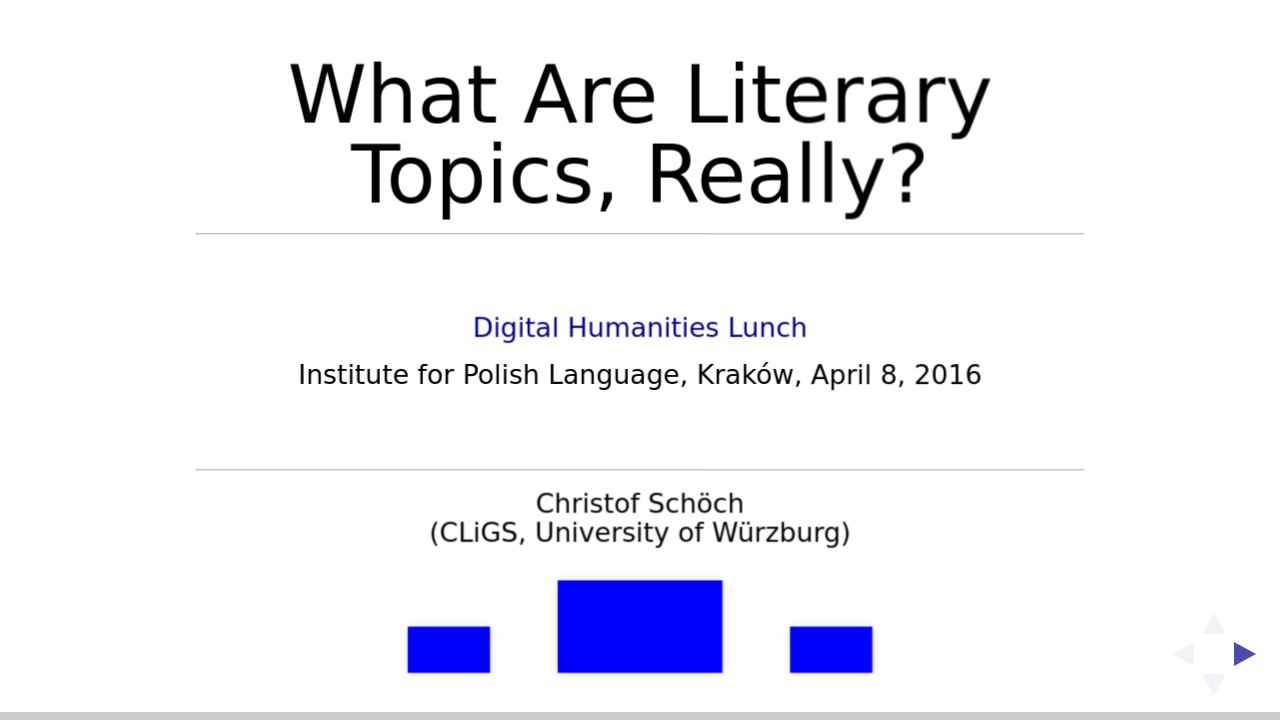 What Are Literary
Topics, Really?
Digital Humanities Lunch
Institute for Polish Language, Kraków, April 8, 2016
Christof Schöch
(CLiGS, University of Würzburg)